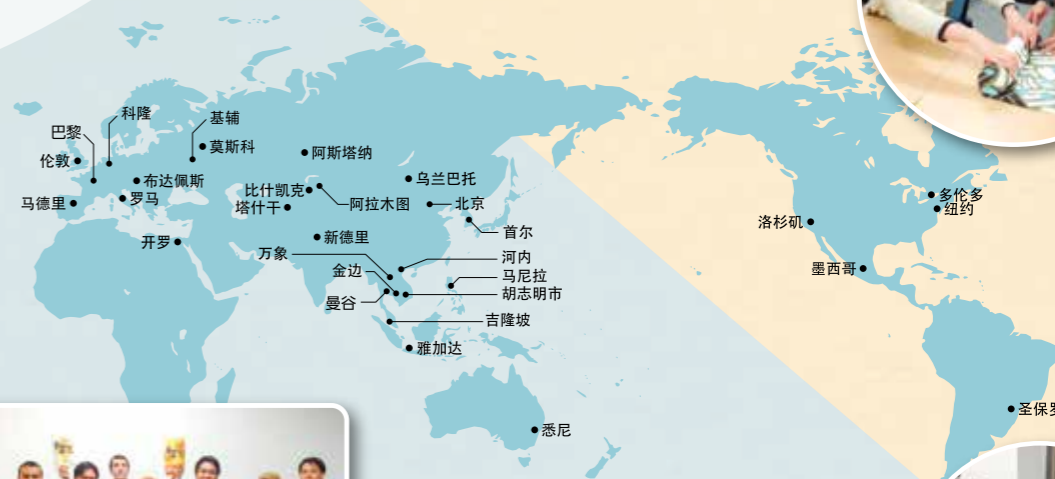 科隆
巴黎
基辅
莫斯科
伦敦
阿斯塔纳
布达佩斯
乌兰巴托
比什凯克
马德里
罗马
塔什干
阿拉木图
北京
多伦多
纽约
洛杉矶
首尔
开罗
新德里
万象
河内
金边
墨西哥
马尼拉
曼谷
胡志明市
吉隆坡
雅加达
圣保罗
悉尼